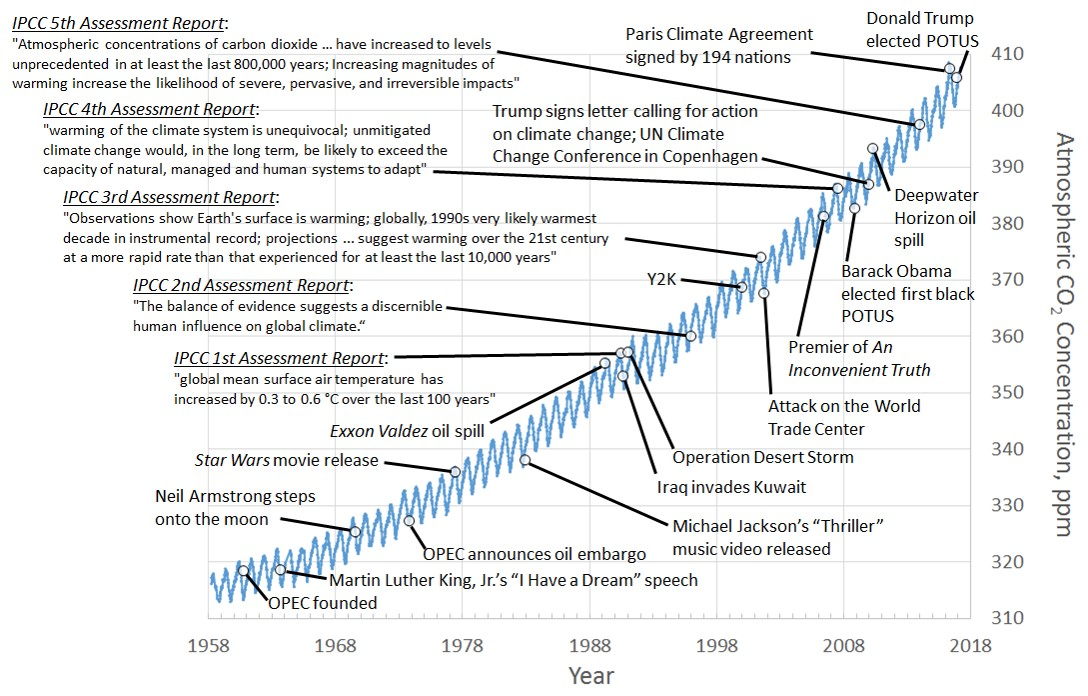 IPCC 5th Assessment Report:
"Atmospheric concentrations of carbon dioxide ... have increased to levels
unprecedented in at least the last 800,000 years; Increasing magnitudes of
warming increase the likelihood of severe, pervasive, and irreversible impacts"
IPCC 4th Assessment Report:
"warming of the climate system is unequivocal; unmitigated
climate change would, in the long term, be likely to exceed the
capacity of natural, managed and human systems to adapt"
IPCC 3rd Assessment Report:
"Observations show Earth's surface is warming; globally, 1990s very likely warmest
decade in instrumental record; projections ... suggest warming over the 21st century
at a more rapid rate than that experienced for at least the last 10,000 years"
IPCC 2nd Assessment Report:
"The balance of evidence suggests a discernible
human influence on global climate.“
IPCC 1st Assessment Report:
"global mean surface air temperature has
increased by 0.3 to 0.6 °C over the last 100 years"
Exxon Valdez oil spill
Star Wars movie release
Neil Armstrong steps
onto the moon
OPEC founded
Martin Luther King, Jr.'s “I Have a Dream” speech
OPEC announces oil embargo
Michael Jackson’s “Thriller”
music video released
Iraq invades Kuwait
Operation Desert Storm
Y2K
Attack on the World
Trade Center
Premier of An
Inconvenient Truth
Barack Obama
elected first black
POTUS
Deepwater
Horizon oil
spill
Trump signs letter calling for action
on climate change; UN Climate
Change Conference in Copenhagen
Paris Climate Agreement
signed by 194 nations
Donald Trump
elected POTUS
410
400
390
380
370
360
350
340
330
320
310
Atmospheric CO2 Concentration, ppm
1958
1968
1978
1988
1998
2008
2018
Year